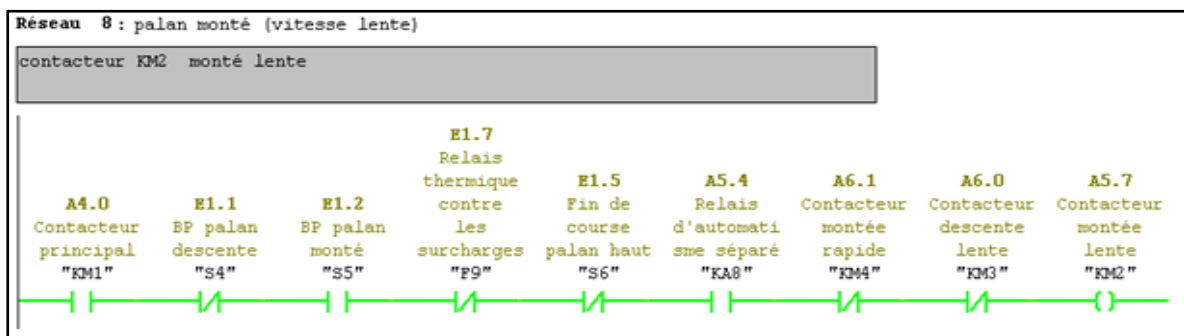 Réseau 8 : palan monté (vitesse lente)
contacteur KM2 monté lente
A4.0
Contacteur
principal
"KM1"
E1.1
BP palan
descente
"S4"
E1.2
BP palan
monté
"S5"
E1.7
Relais
thermique
contre
les
surcharges
"F9"
E1.5
Fin de
course
palan haut
"S6"
A5.4
Relais
d'automati
sme séparé
"KA8"
A6.1
Contacteur
montée
rapide
"KM4"
A6.0
Contacteur
descente
lente
"KM3"
A5.7
Contacteur
montée
lente
"KM2"